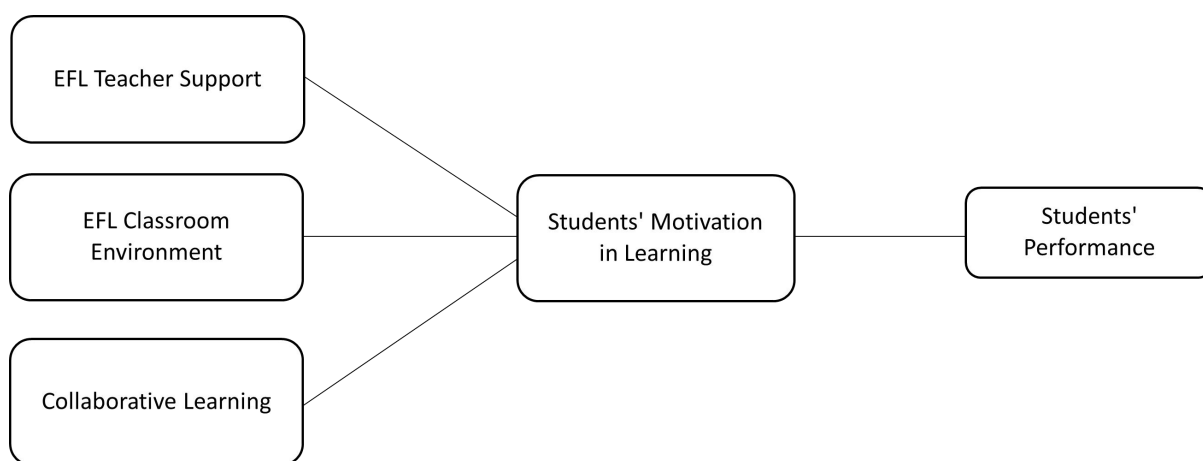 EFL Teacher Support
EFL Classroom
Environment
Collaborative Learning
Students' Motivation
in Learning
Students'
Performance